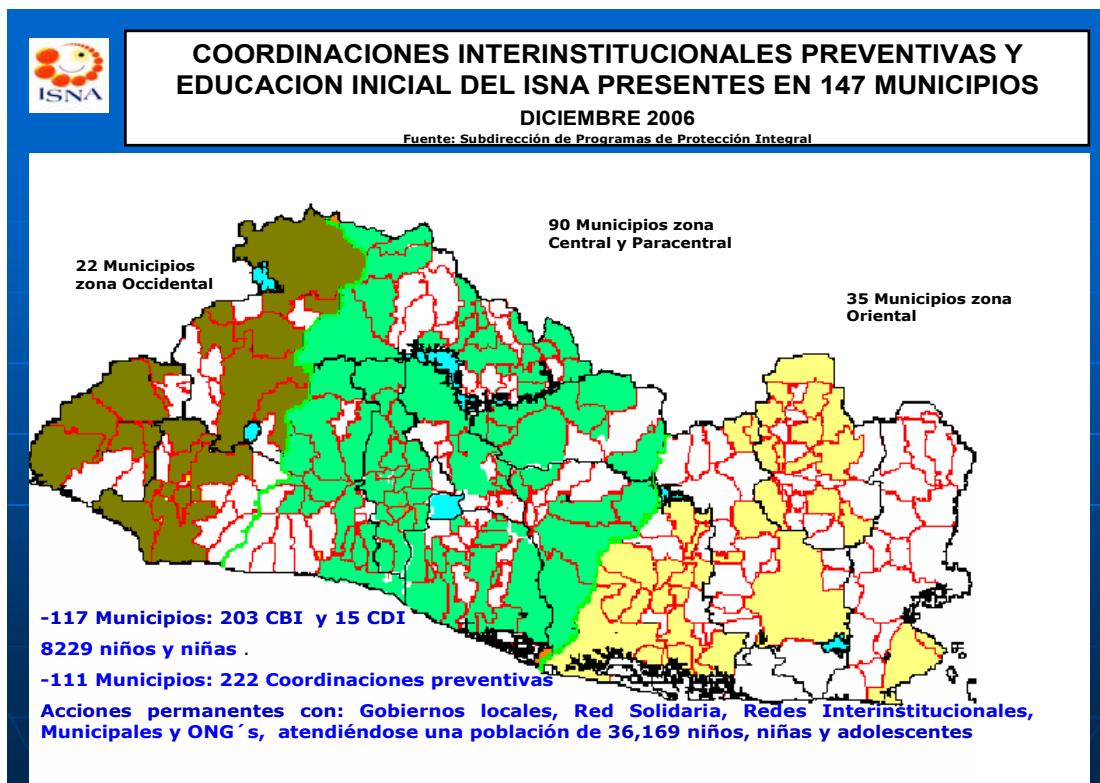 ISNA
COORDINACIONES INTERINSTITUCIONALES PREVENTIVAS Y
EDUCACION INICIAL DEL ISNA PRESENTES EN 147 MUNICIPIOS
DICIEMBRE 2006
Fuente: Subdirección de Programas de Protección Integral
90 Municipios zona
Central y Paracentral
22 Municipios
zona Occidental
35 Municipios zona
Oriental
-117 Municipios: 203 CBI y 15 CDI
8229 niños y niñas .
-111 Municipios: 222 Coordinaciones preventivas
Acciones permanentes con: Gobiernos locales, Red Solidaria, Redes Interinstitucionales,
Municipales y ONG´s, atendiéndose una población de 36,169 niños, niñas y adolescentes